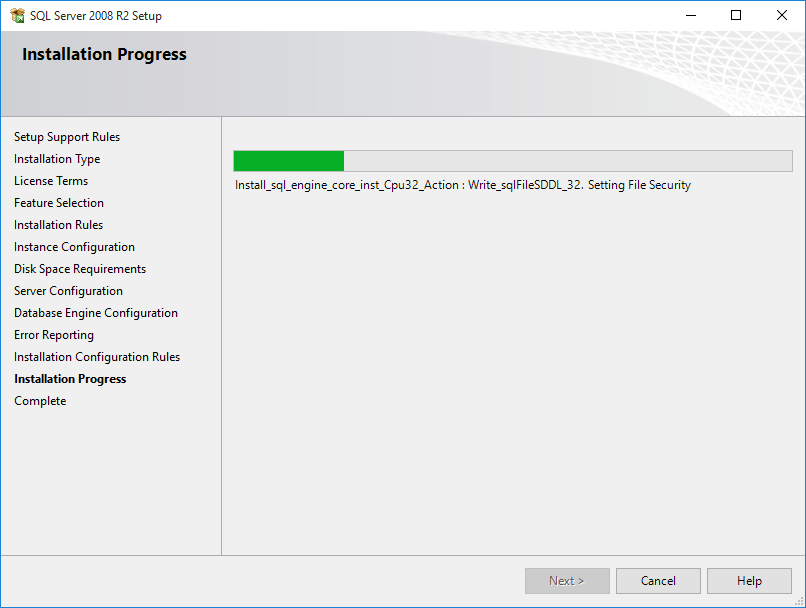 SQL Server 2008 R2 Setup
Installation Progress
Setup Support Rules
Installation Type
License Terms
Feature Selection
Installation Rules
Instance Configuration
Disk Space Requirements
Server Configuration
Database Engine Configuration
Error Reporting
Installation Configuration Rules
Installation Progress
Complete
Install_sql_engine_core_inst_Cpu32_Action : Write_sqlFileSDDL_32. Setting File Security
Next >
Cancel
Help